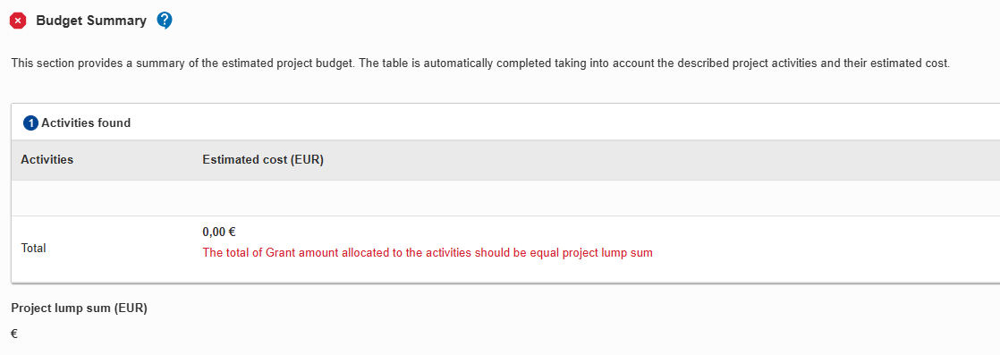 Budget Summary ?
This section provides a summary of the estimated project budget. The table is automatically completed taking into account the described project activities and their estimated cost.
1 Activities found
Activities Estimated cost (EUR)
0,00 €
Total
The total of Grant amount allocated to the activities should be equal project lump sum
Project lump sum (EUR)
€